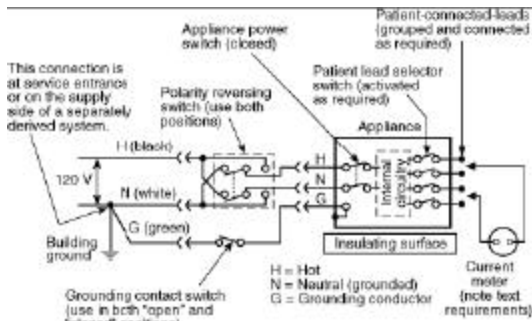 Appliance power
switch (closed)
Patient-connected-leads
(grouped and connected
as required)
This connection is
at service entrance
or on the supply
side of a separately
derived system.
Polarity reversing
switch (use both
positions)
Patient lead selector
switch (activated
as required)
Appliance
H (black)
120 V
N (white)
G (green)
H
N
G
Internal
circuitry
Building
ground
Insulating surface
H = Hot
N = Neutral (grounded)
G = Grounding conductor
Current
meter
(note text
requirements)
Grounding contact switch
(use in both "open" and